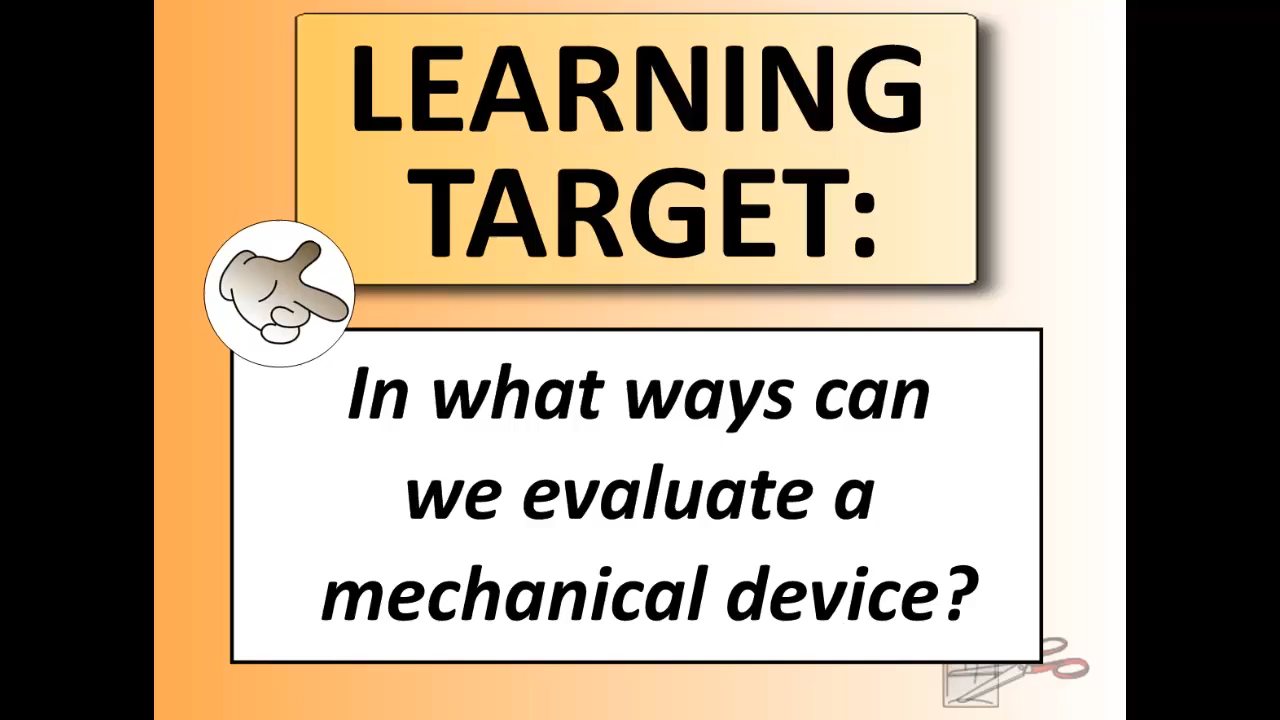 LEARNING
TARGET:
In what ways can
we evaluate a
mechanical device?